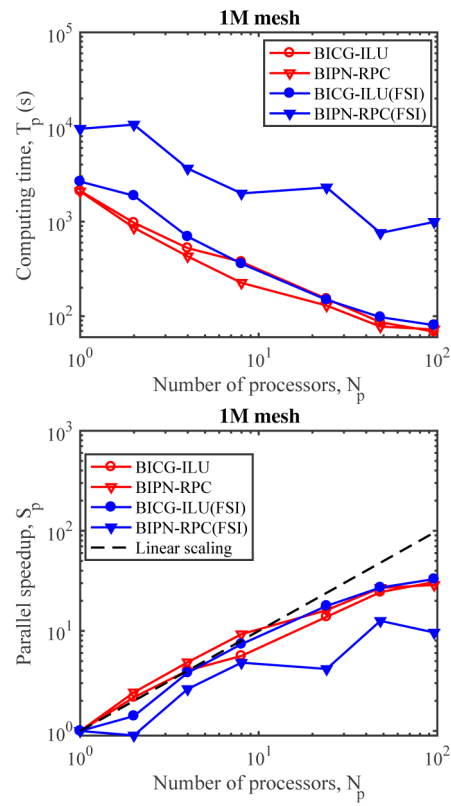 1M mesh
Computing time, T_p (s)
10^5
10^4
10^3
10^2
BICG-ILU
BIPN-RPC
BICG-ILU(FSI)
BIPN-RPC(FSI)
10^0
10^1
10^2
Number of processors, N_p
1M mesh
Parallel speedup, S_p
10^3
10^2
10^1
10^0
BICG-ILU
BIPN-RPC
BICG-ILU(FSI)
BIPN-RPC(FSI)
Linear scaling
10^0
10^1
10^2
Number of processors, N_p